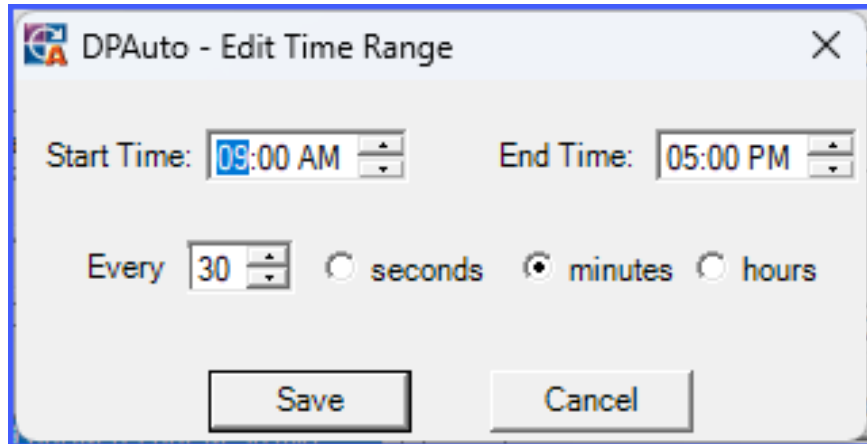 DPAuto - Edit Time Range
Start Time: 09:00 AM End Time: 05:00 PM
Every 30 seconds minutes hours
Save Cancel